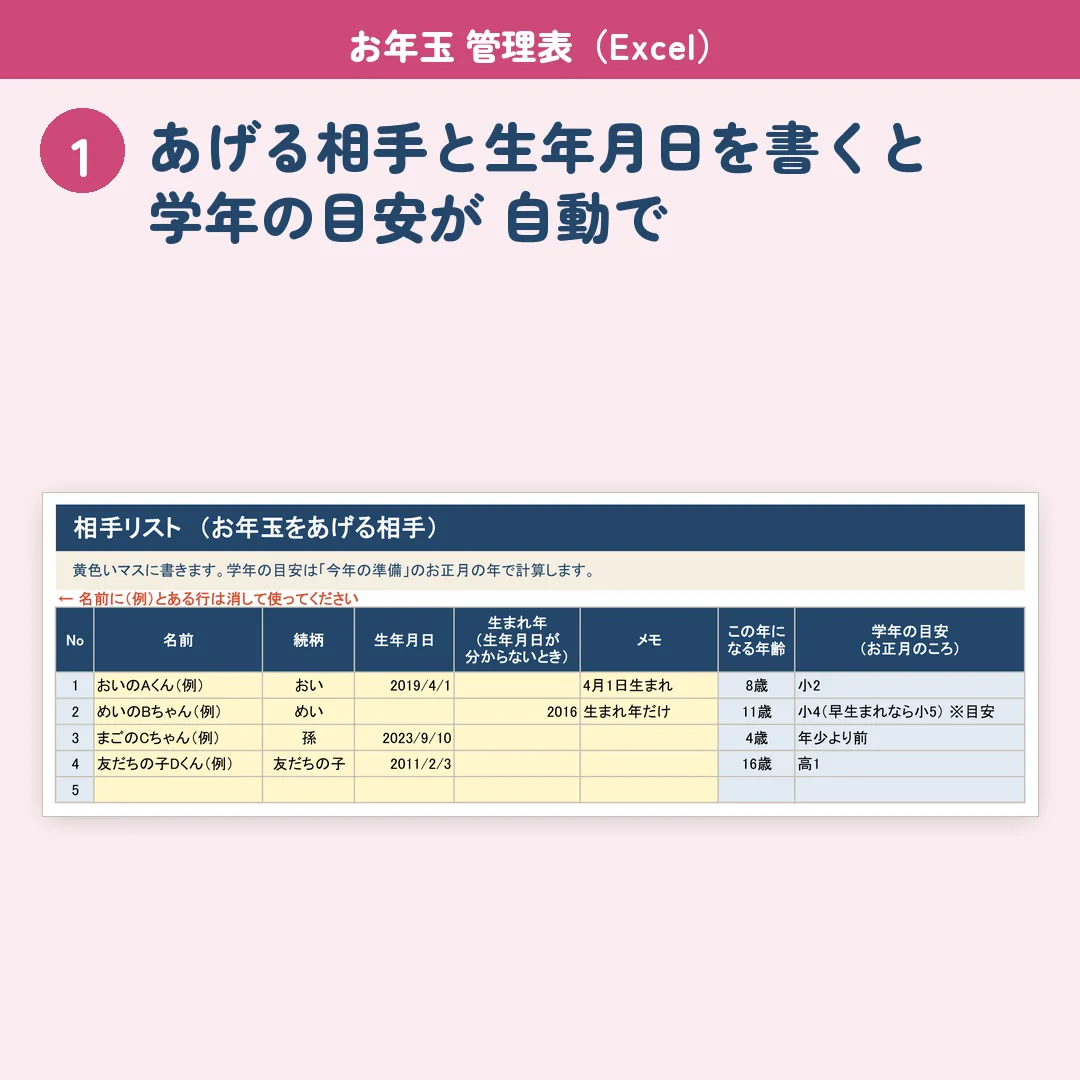 お年玉 管理表（Excel）
1 あげる相手と生年月日を書くと
学年の目安が 自動で
相手リスト （お年玉をあげる相手）
黄色いマスに書きます。学年の目安は「今年の準備」のお正月の年で計算します。
← 名前に（例）とある行は消して使ってください
No 名前 続柄 生年月日 生まれ年（生年月日が分からないとき） メモ この年になる年齢 学年の目安（お正月のころ）
1 おいのAくん（例） おい 2019/4/1 4月1日生まれ 8歳 小2
2 めいのBちゃん（例） めい 2016 生まれ年だけ 11歳 小4（早生まれなら小5） ※目安
3 まごのCちゃん（例） 孫 2023/9/10 4歳 年少より前
4 友だちの子Dくん（例） 友だちの子 2011/2/3 16歳 高1
5